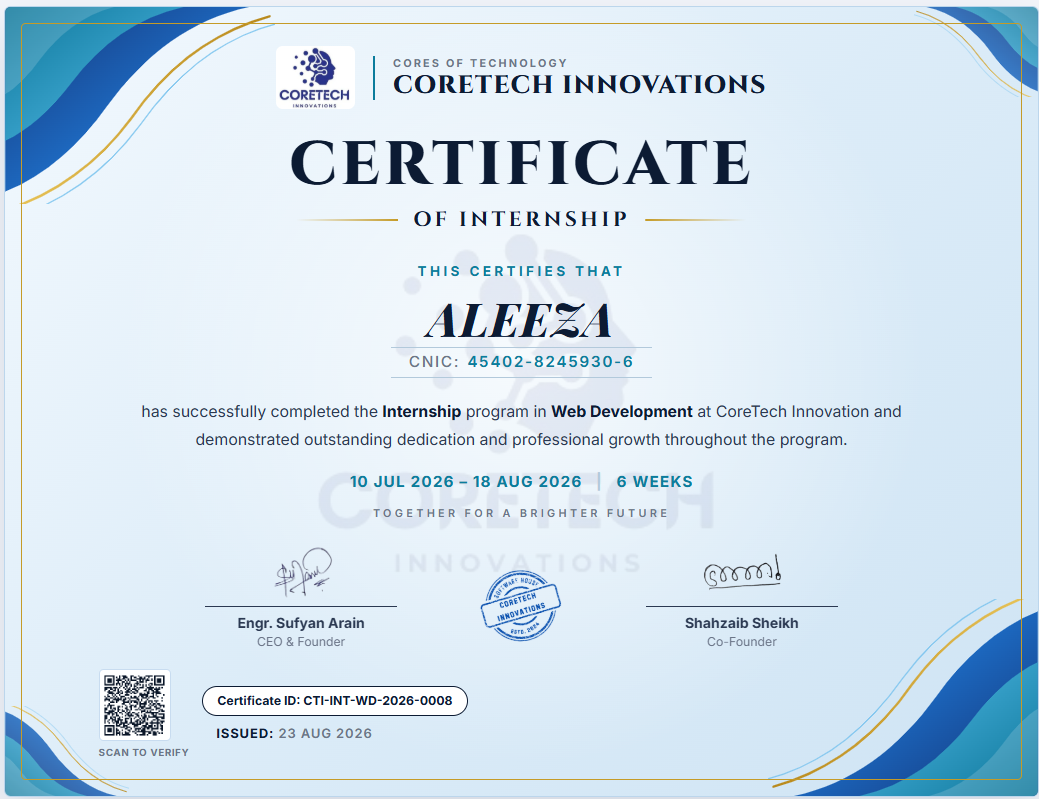 CORETECH
INNOVATIONS
CORES OF TECHNOLOGY
CORETECH INNOVATIONS
CERTIFICATE
OF INTERNSHIP
THIS CERTIFIES THAT
ALEEZA
CNIC: 45402-8245930-6
has successfully completed the Internship program in Web Development at CoreTech Innovation and
demonstrated outstanding dedication and professional growth throughout the program.
10 JUL 2026 – 18 AUG 2026 | 6 WEEKS
CORETECH
TOGETHER FOR A BRIGHTER FUTURE
INNOVATIONS
SOFTWARE HOUSE
CORETECH
INNOVATIONS
ESTD. 2024
Engr. Sufyan Arain
CEO & Founder
Shahzaib Sheikh
Co-Founder
Certificate ID: CTI-INT-WD-2026-0008
ISSUED: 23 AUG 2026
SCAN TO VERIFY